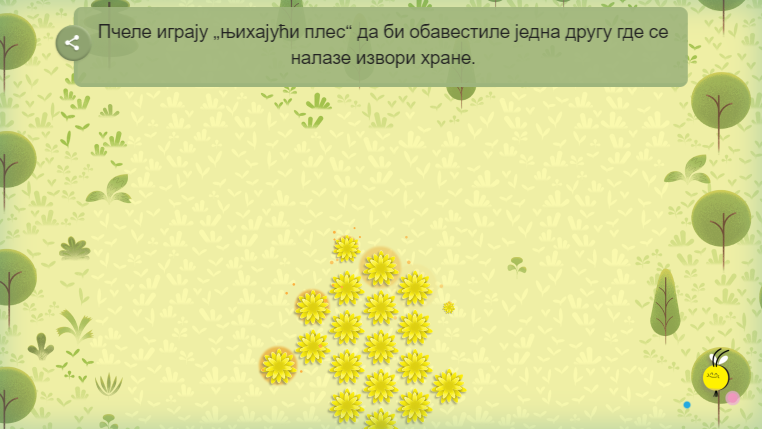 Пчеле играју „њихајући плес“ да би обавестиле једна другу где се
налазе извори хране.